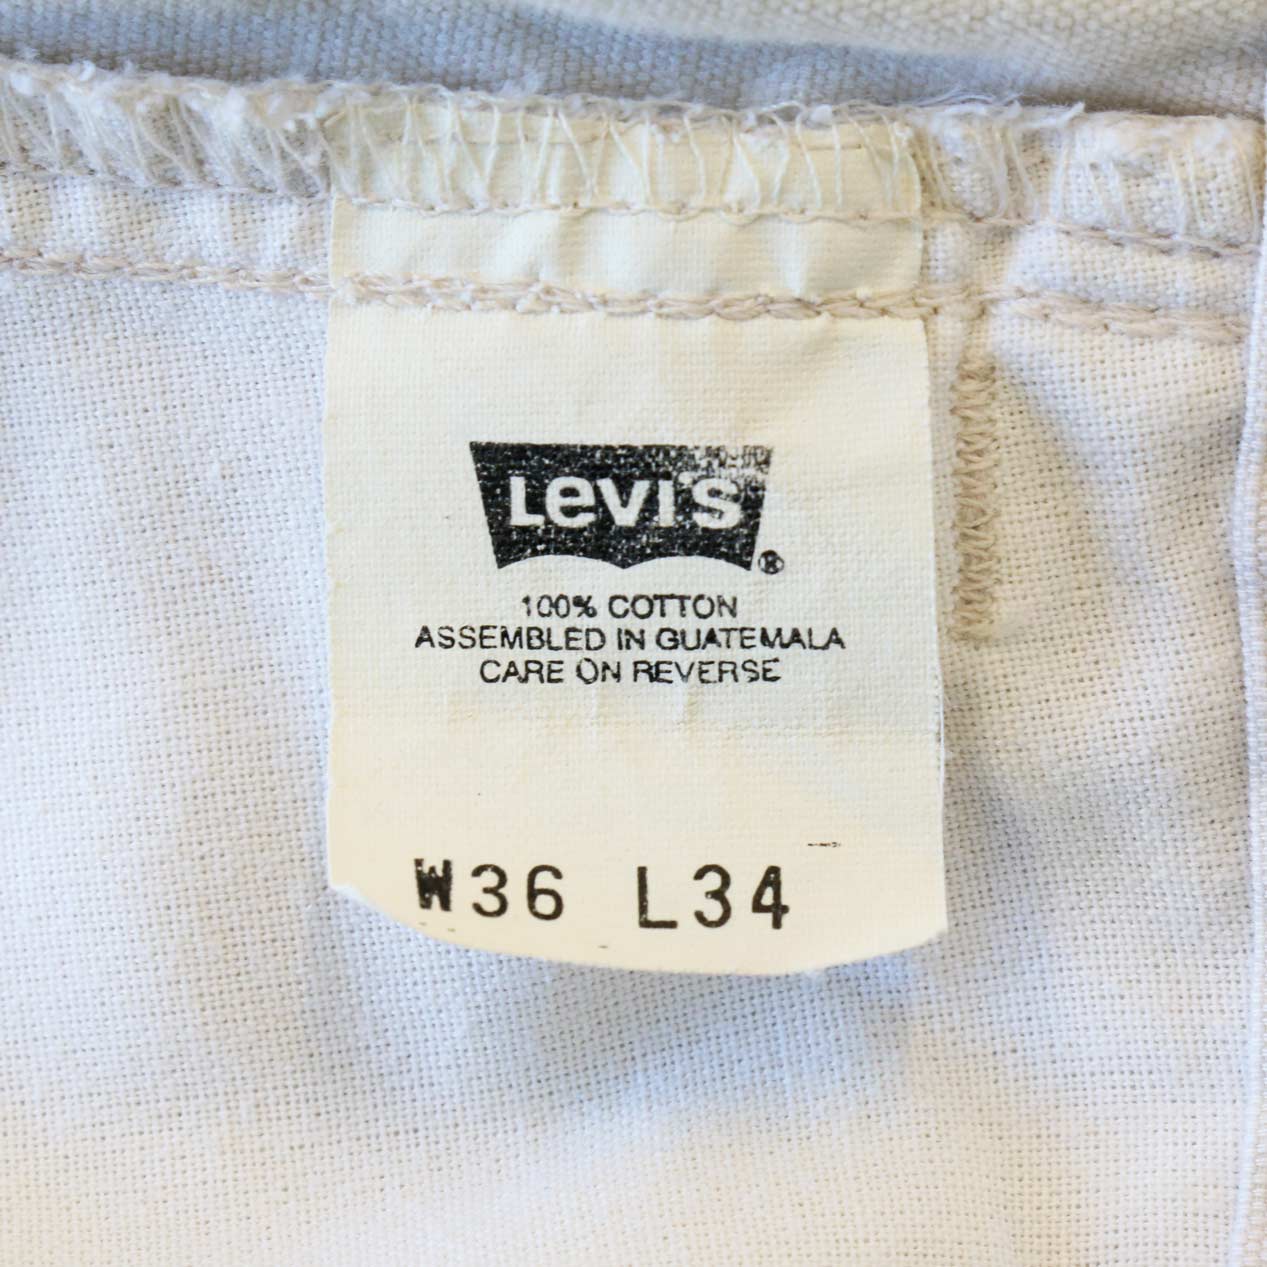 Levi's ®
100% COTTON
ASSEMBLED IN GUATEMALA
CARE ON REVERSE
W36 L34